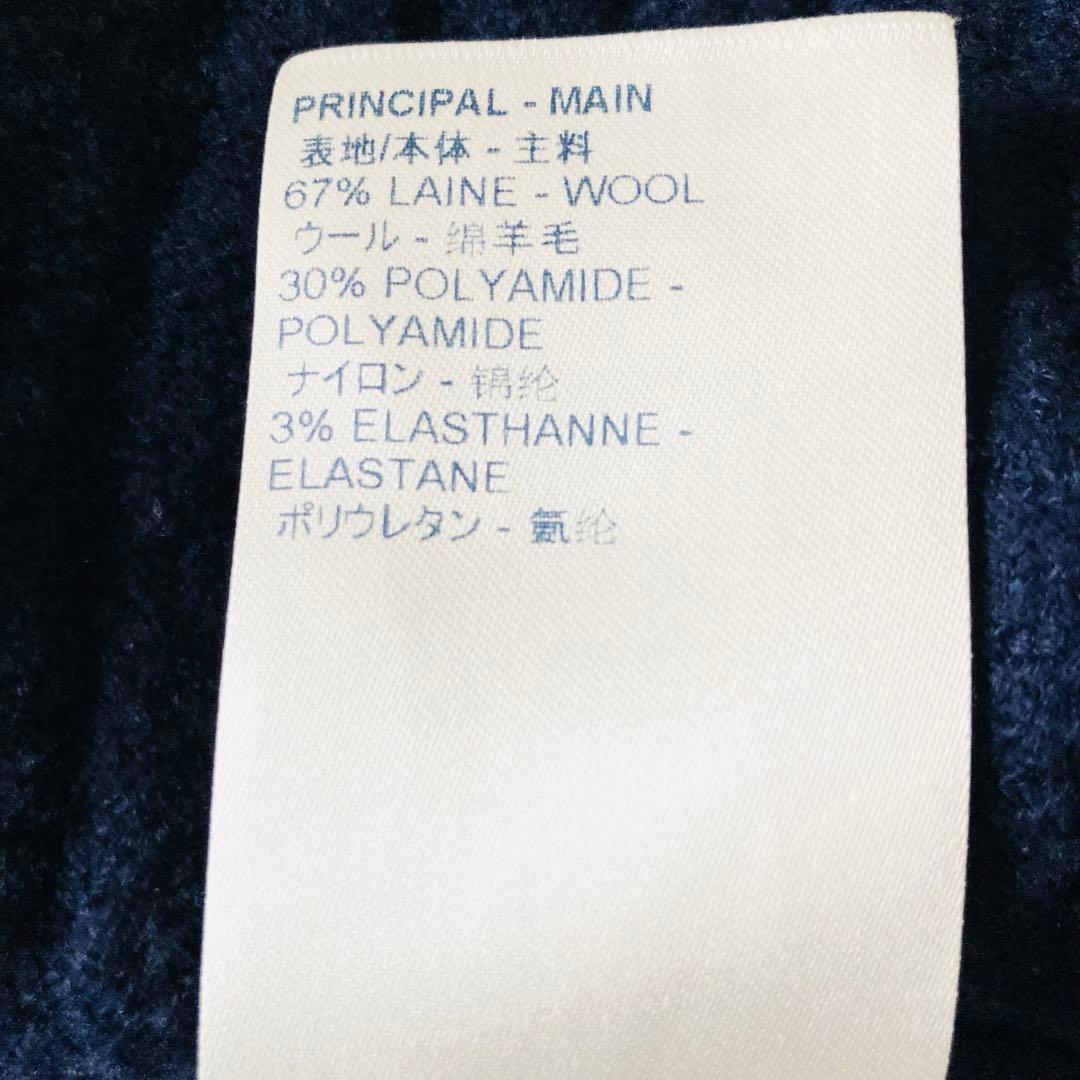 PRINCIPAL - MAIN
表地/本体 - 主料
67% LAINE - WOOL
ウール - 绵羊毛
30% POLYAMIDE -
POLYAMIDE
ナイロン - 锦纶
3% ELASTHANNE -
ELASTANE
ポリウレタン - 氨纶